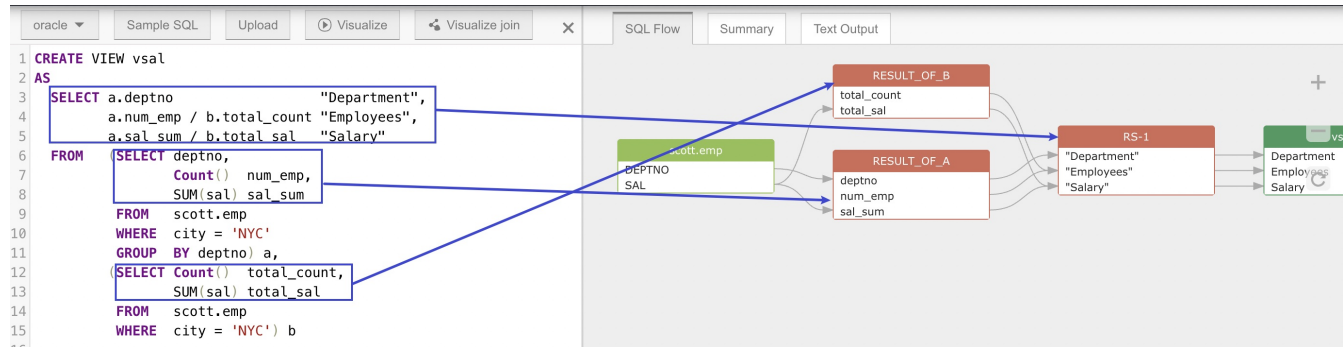 oracle Sample SQL Upload Visualize Visualize join
SQL Flow Summary Text Output
1 CREATE VIEW vsal
2 AS
3 SELECT a.deptno "Department",
4 a.num_emp / b.total_count "Employees",
5 a.sal_sum / b.total_sal "Salary"
6 FROM (SELECT deptno,
7 Count() num_emp,
8 SUM(sal) sal_sum
9 FROM scott.emp
10 WHERE city = 'NYC'
11 GROUP BY deptno) a,
12 (SELECT Count() total_count,
13 SUM(sal) total_sal
14 FROM scott.emp
15 WHERE city = 'NYC') b
scott.emp
DEPTNO
SAL
RESULT_OF_B
total_count
total_sal
RESULT_OF_A
deptno
num_emp
sal_sum
RS-1
"Department"
"Employees"
"Salary"
vs
Department
Employees
Salary